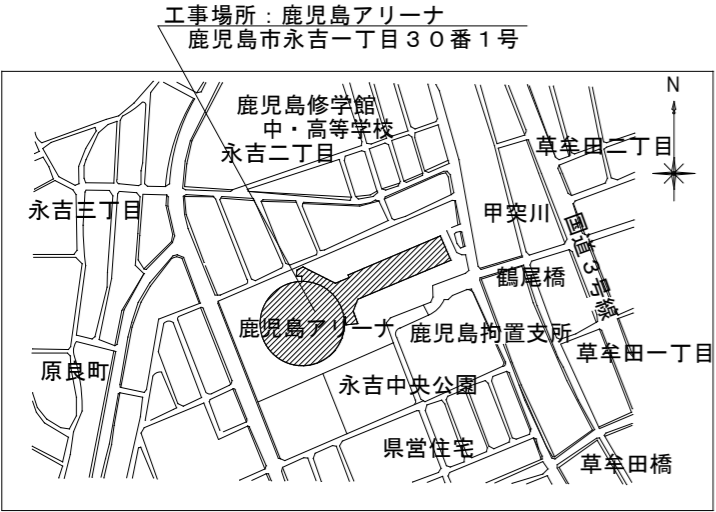 工事場所：鹿児島アリーナ
鹿児島市永吉一丁目３０番１号
N
鹿児島修学館
中・高等学校
永吉二丁目
草牟田二丁目
永吉三丁目
甲突川
国道３号線
鶴尾橋
鹿児島アリーナ
鹿児島拘置支所
草牟田一丁目
原良町
永吉中央公園
県営住宅
草牟田橋